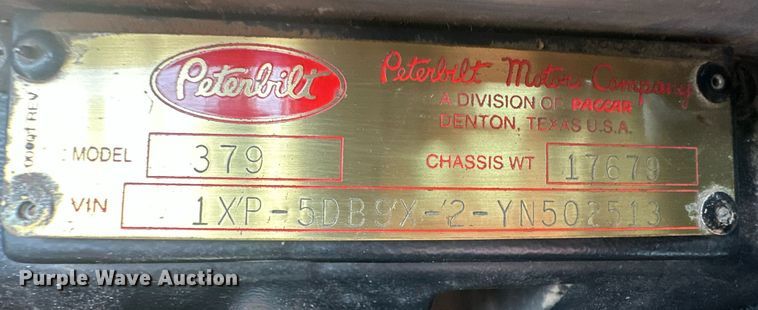 Peterbilt
Peterbilt Motors Company
A DIVISION OF PACCAR
DENTON, TEXAS U.S.A.
MODEL 379
CHASSIS WT 17679
VIN 1XP-5DB9X-2-YN502513
Purple Wave Auction